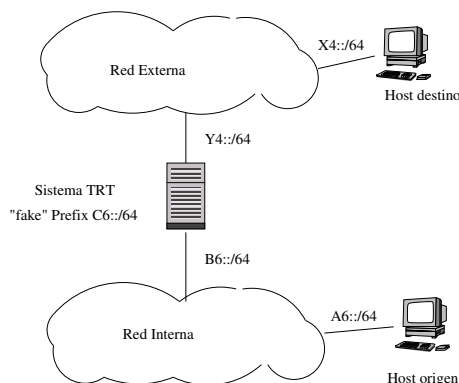 X4::/64
Red Externa
Host destino
Y4::/64
Sistema TRT
"fake" Prefix C6::/64
B6::/64
A6::/64
Red Interna
Host origen